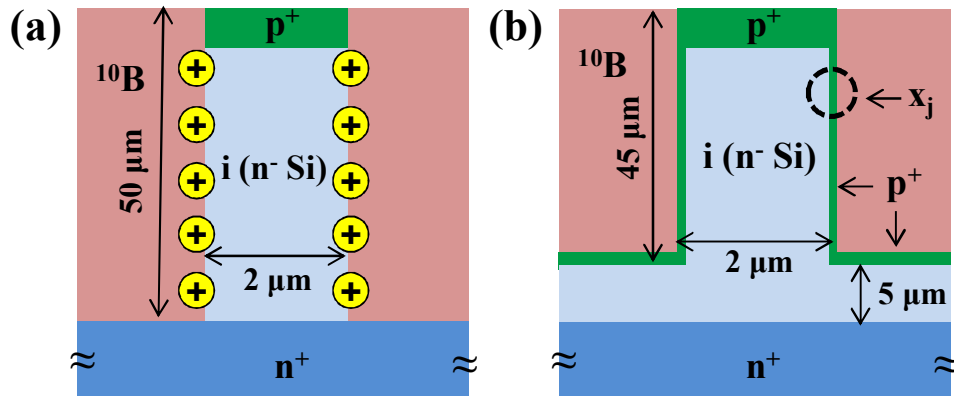 (a)
p⁺
¹⁰B
50 μm
+
+
+
+
+
+
+
+
+
+
i (n⁻ Si)
2 μm
≈
n⁺
≈
(b)
p⁺
¹⁰B
xⱼ
45 μm
i (n⁻ Si)
p⁺
2 μm
5 μm
≈
n⁺
≈